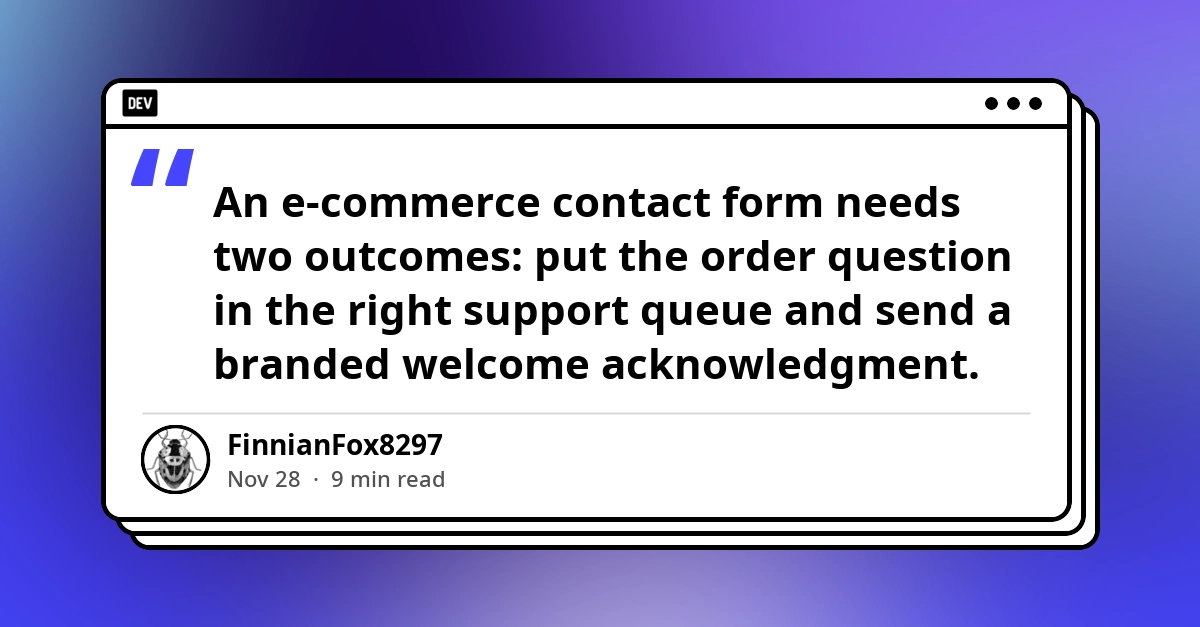 DEV
“
An e-commerce contact form needs
two outcomes: put the order question
in the right support queue and send a
branded welcome acknowledgment.
FinnianFox8297
Nov 28 · 9 min read